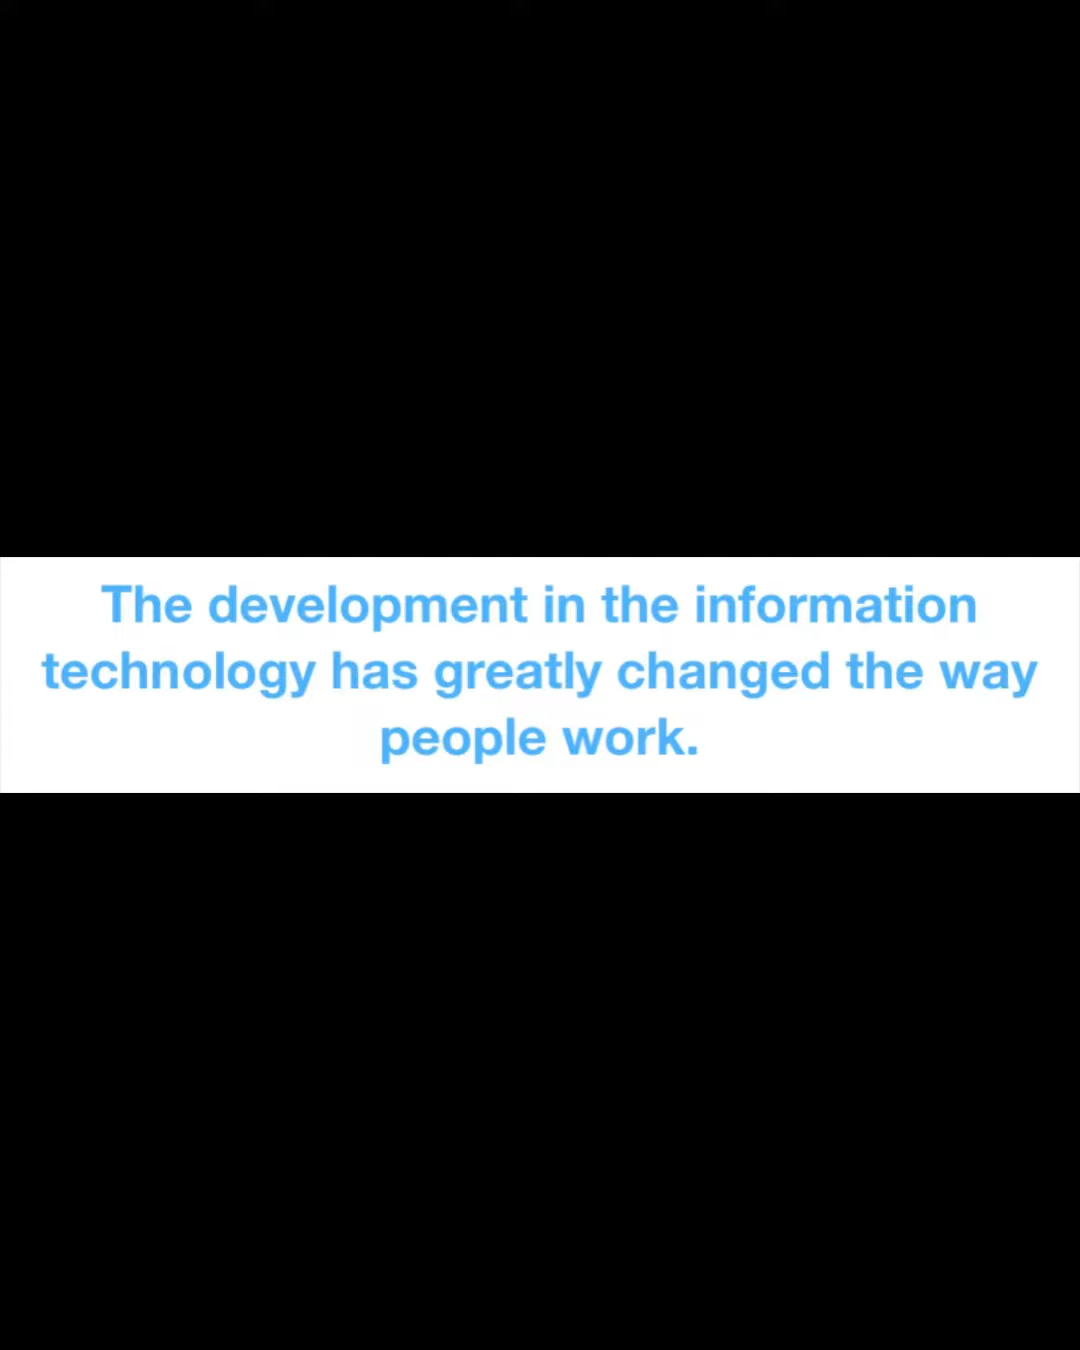 The development in the information
technology has greatly changed the way
people work.